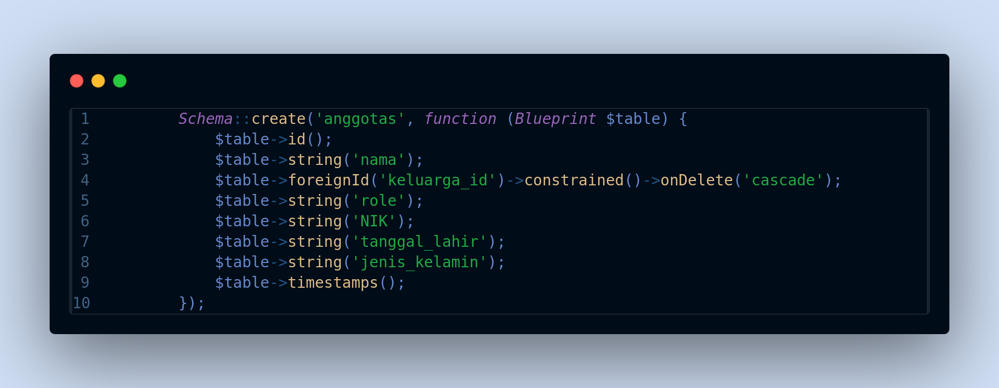 1 Schema::create('anggotas', function (Blueprint $table) {
2 $table->id();
3 $table->string('nama');
4 $table->foreignId('keluarga_id')->constrained()->onDelete('cascade');
5 $table->string('role');
6 $table->string('NIK');
7 $table->string('tanggal_lahir');
8 $table->string('jenis_kelamin');
9 $table->timestamps();
10 });